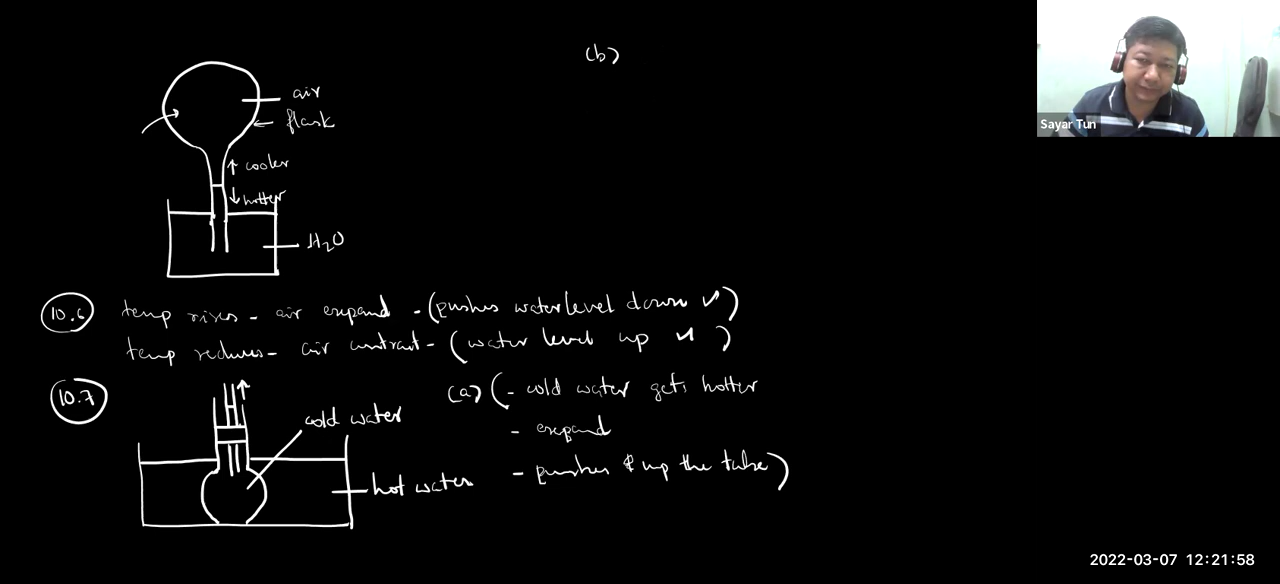 (b)
Sayar Tun
air
flask
↑ cooler
↓ hotter
H₂O
10.6
temp rises - air expand - (pushes water level down ✓)
temp reduces - air contract - (water level up ✓)
10.7
cold water
hot water
(a) (- cold water gets hotter
- expand
- pushes up the tube)
2022-03-07 12:21:58